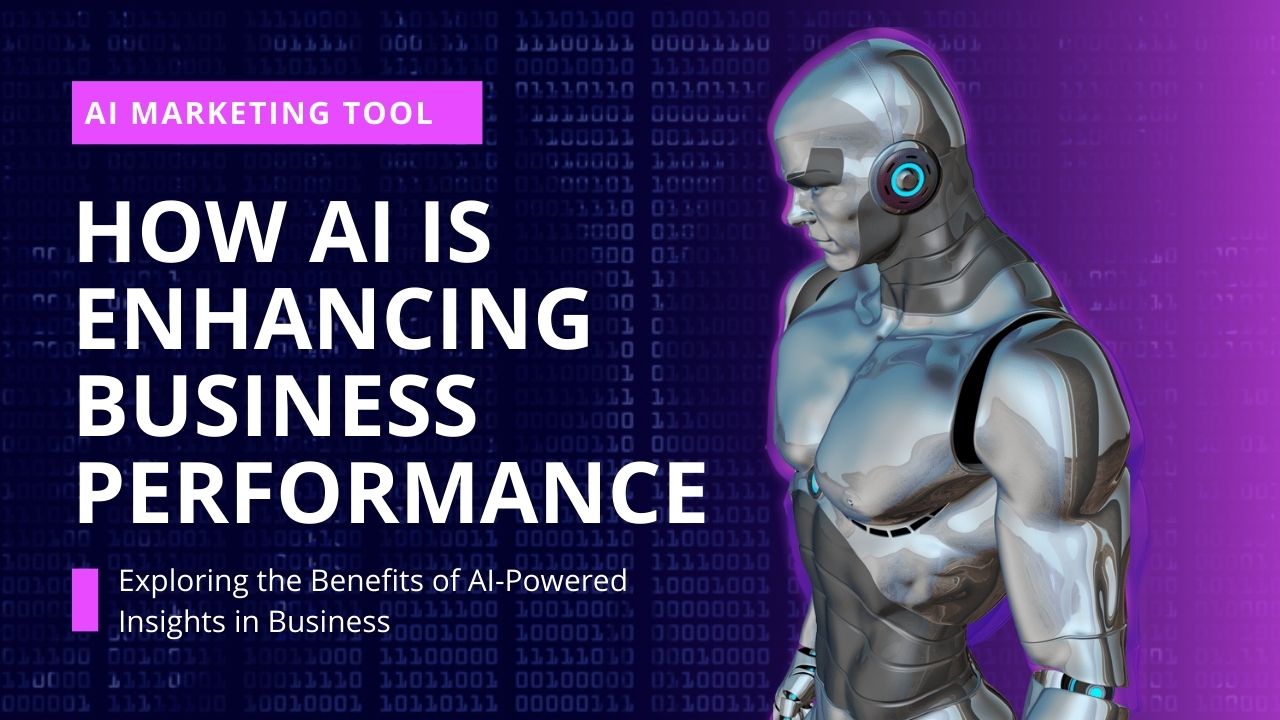 AI MARKETING TOOL
HOW AI IS
ENHANCING
BUSINESS
PERFORMANCE
Exploring the Benefits of AI-Powered
Insights in Business